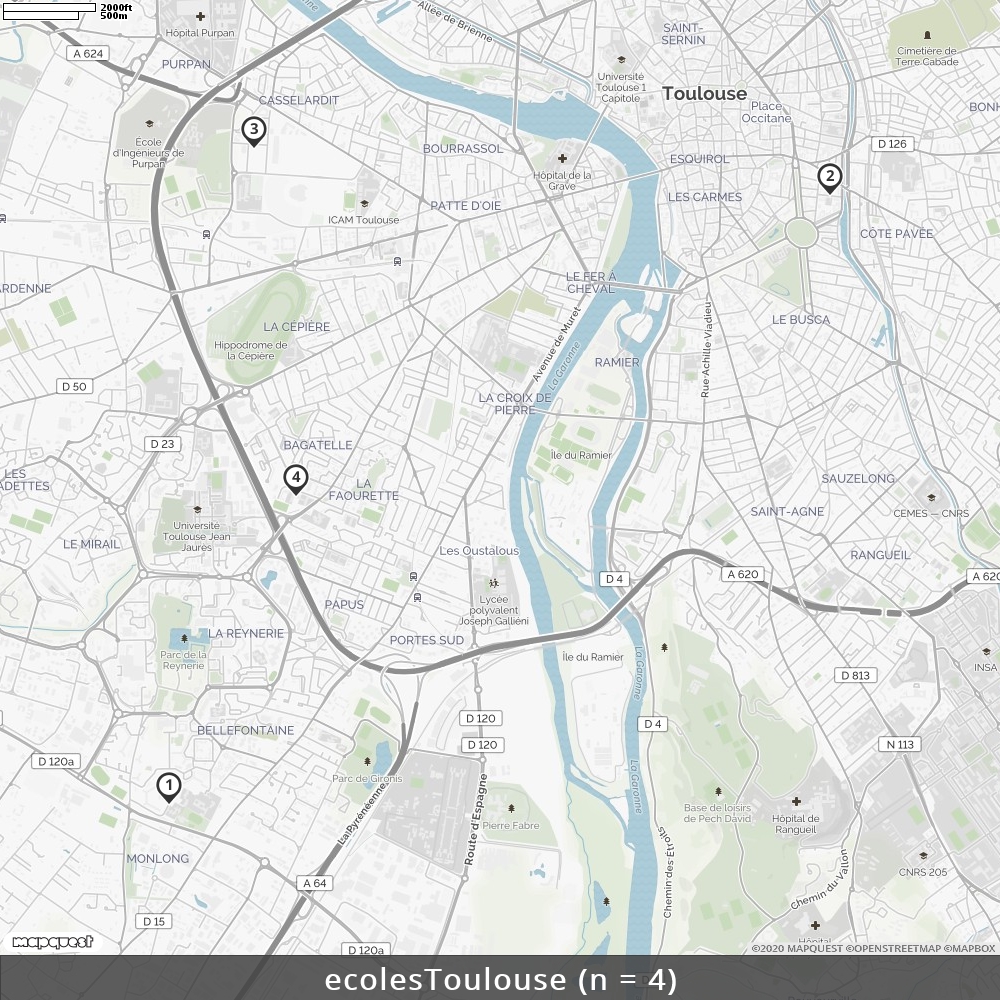 2000ft
500m
Allée de Brienne
Hôpital Purpan
SAINT-
SERNIN
Cimetière de
Terre Cabade
A 624
PURPAN
Université
Toulouse 1
Capitole
Toulouse
CASSELARDIT
Place
Occitane
BONH
3
École
d'Ingénieurs de
Purpan
BOURRASSOL
D 126
ESQUIROL
Hôpital de la
Grave
2
LES CARMES
PATTE D'OIE
ICAM Toulouse
CÔTE PAVÉE
LE FER À
CHEVAL
ARDENNE
LA CÉPIÈRE
Hippodrome de
la Cépière
Avenue de Muret
La Garonne
Rue Achille Viadieu
LE BUSCA
RAMIER
D 50
LA CROIX DE
PIERRE
D 23
BAGATELLE
Île du Ramier
LES
ADETTES
4
LA
FAOURETTE
SAUZELONG
CEMES — CNRS
SAINT-AGNE
Université
Toulouse Jean
Jaurès
LE MIRAIL
Les Oustalous
RANGUEIL
D 4
A 620
A 620
Lycée
polyvalent
Joseph Galliéni
PAPUS
LA REYNERIE
PORTES SUD
Parc de la
Reynerie
Île du Ramier
INSA
La Garonne
D 813
D 120
D 4
BELLEFONTAINE
D 120
N 113
D 120a
Parc de Gironis
1
La Pyrénéenne
Route d'Espagne
La Garonne
Base de loisirs
de Pech David
Hôpital de
Rangueil
Pierre Fabre
MONLONG
Chemin des Étroits
Chemin du Vallon
CNRS 205
A 64
D 15
Hôpital
mapquest
D 120a
©2020 MAPQUEST ©OPENSTREETMAP ©MAPBOX
ecolesToulouse (n = 4)